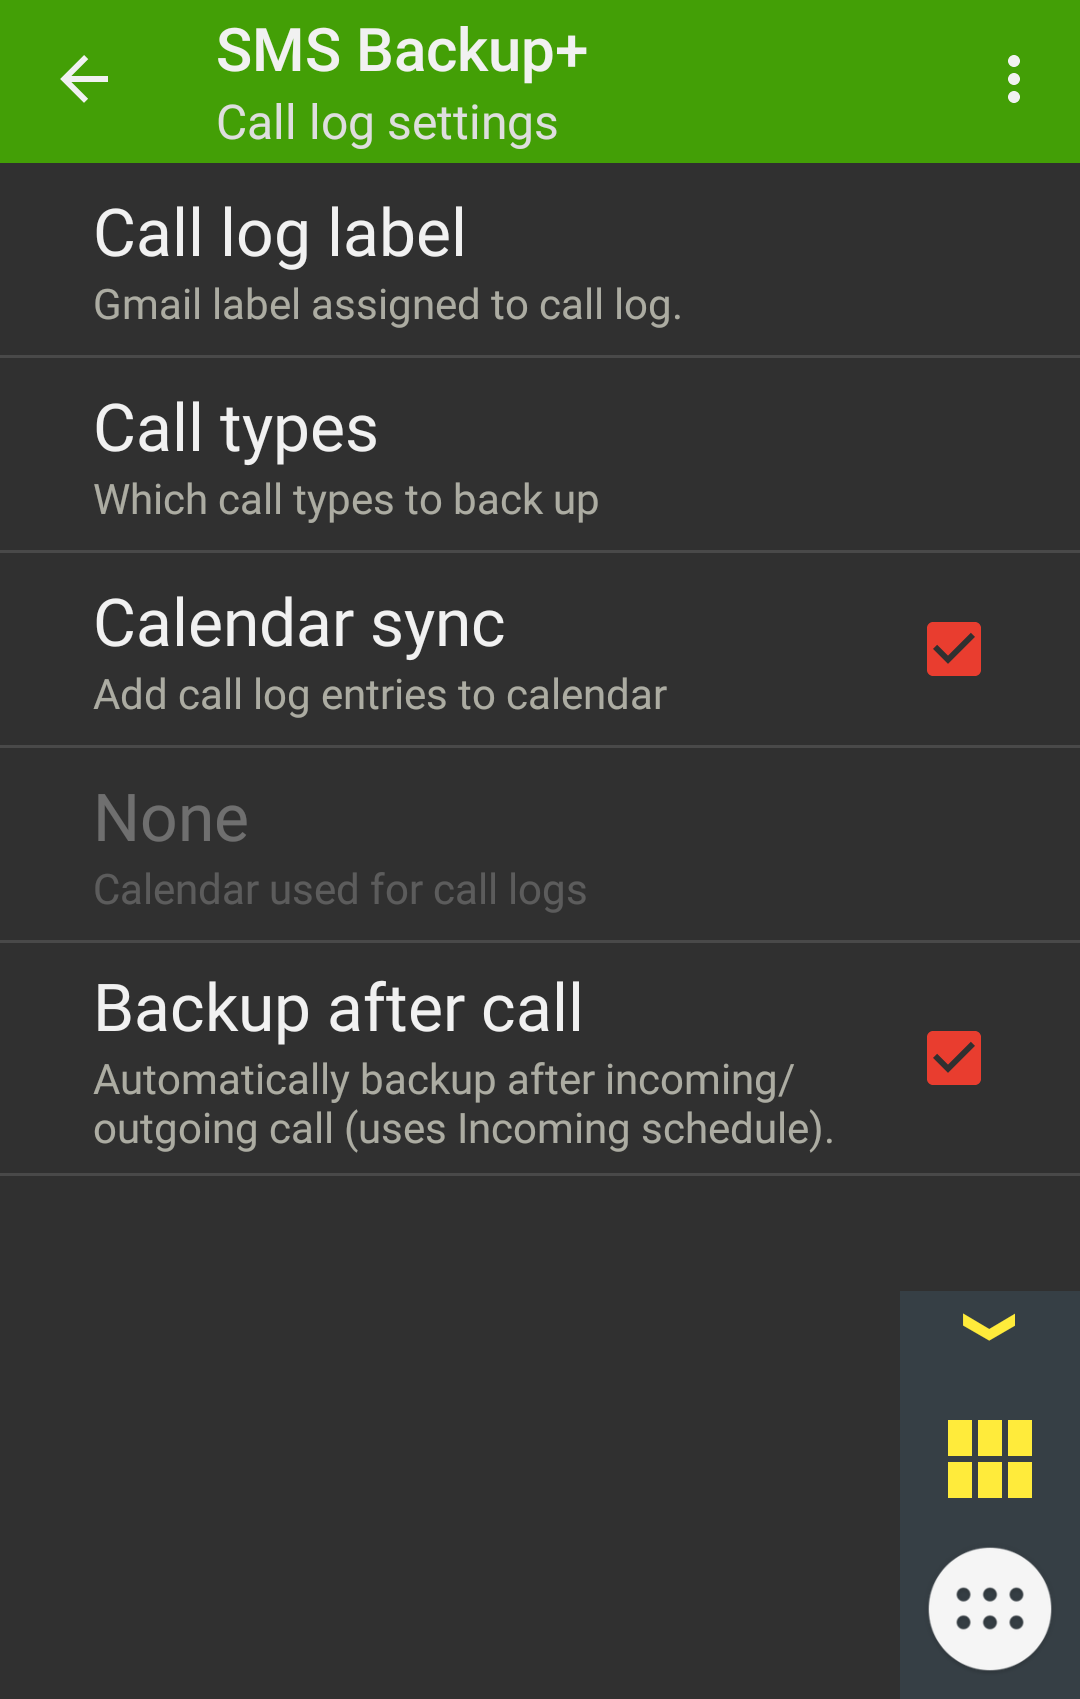 SMS Backup+
Call log settings
Call log label
Gmail label assigned to call log.
Call types
Which call types to back up
Calendar sync
Add call log entries to calendar
None
Calendar used for call logs
Backup after call
Automatically backup after incoming/
outgoing call (uses Incoming schedule).